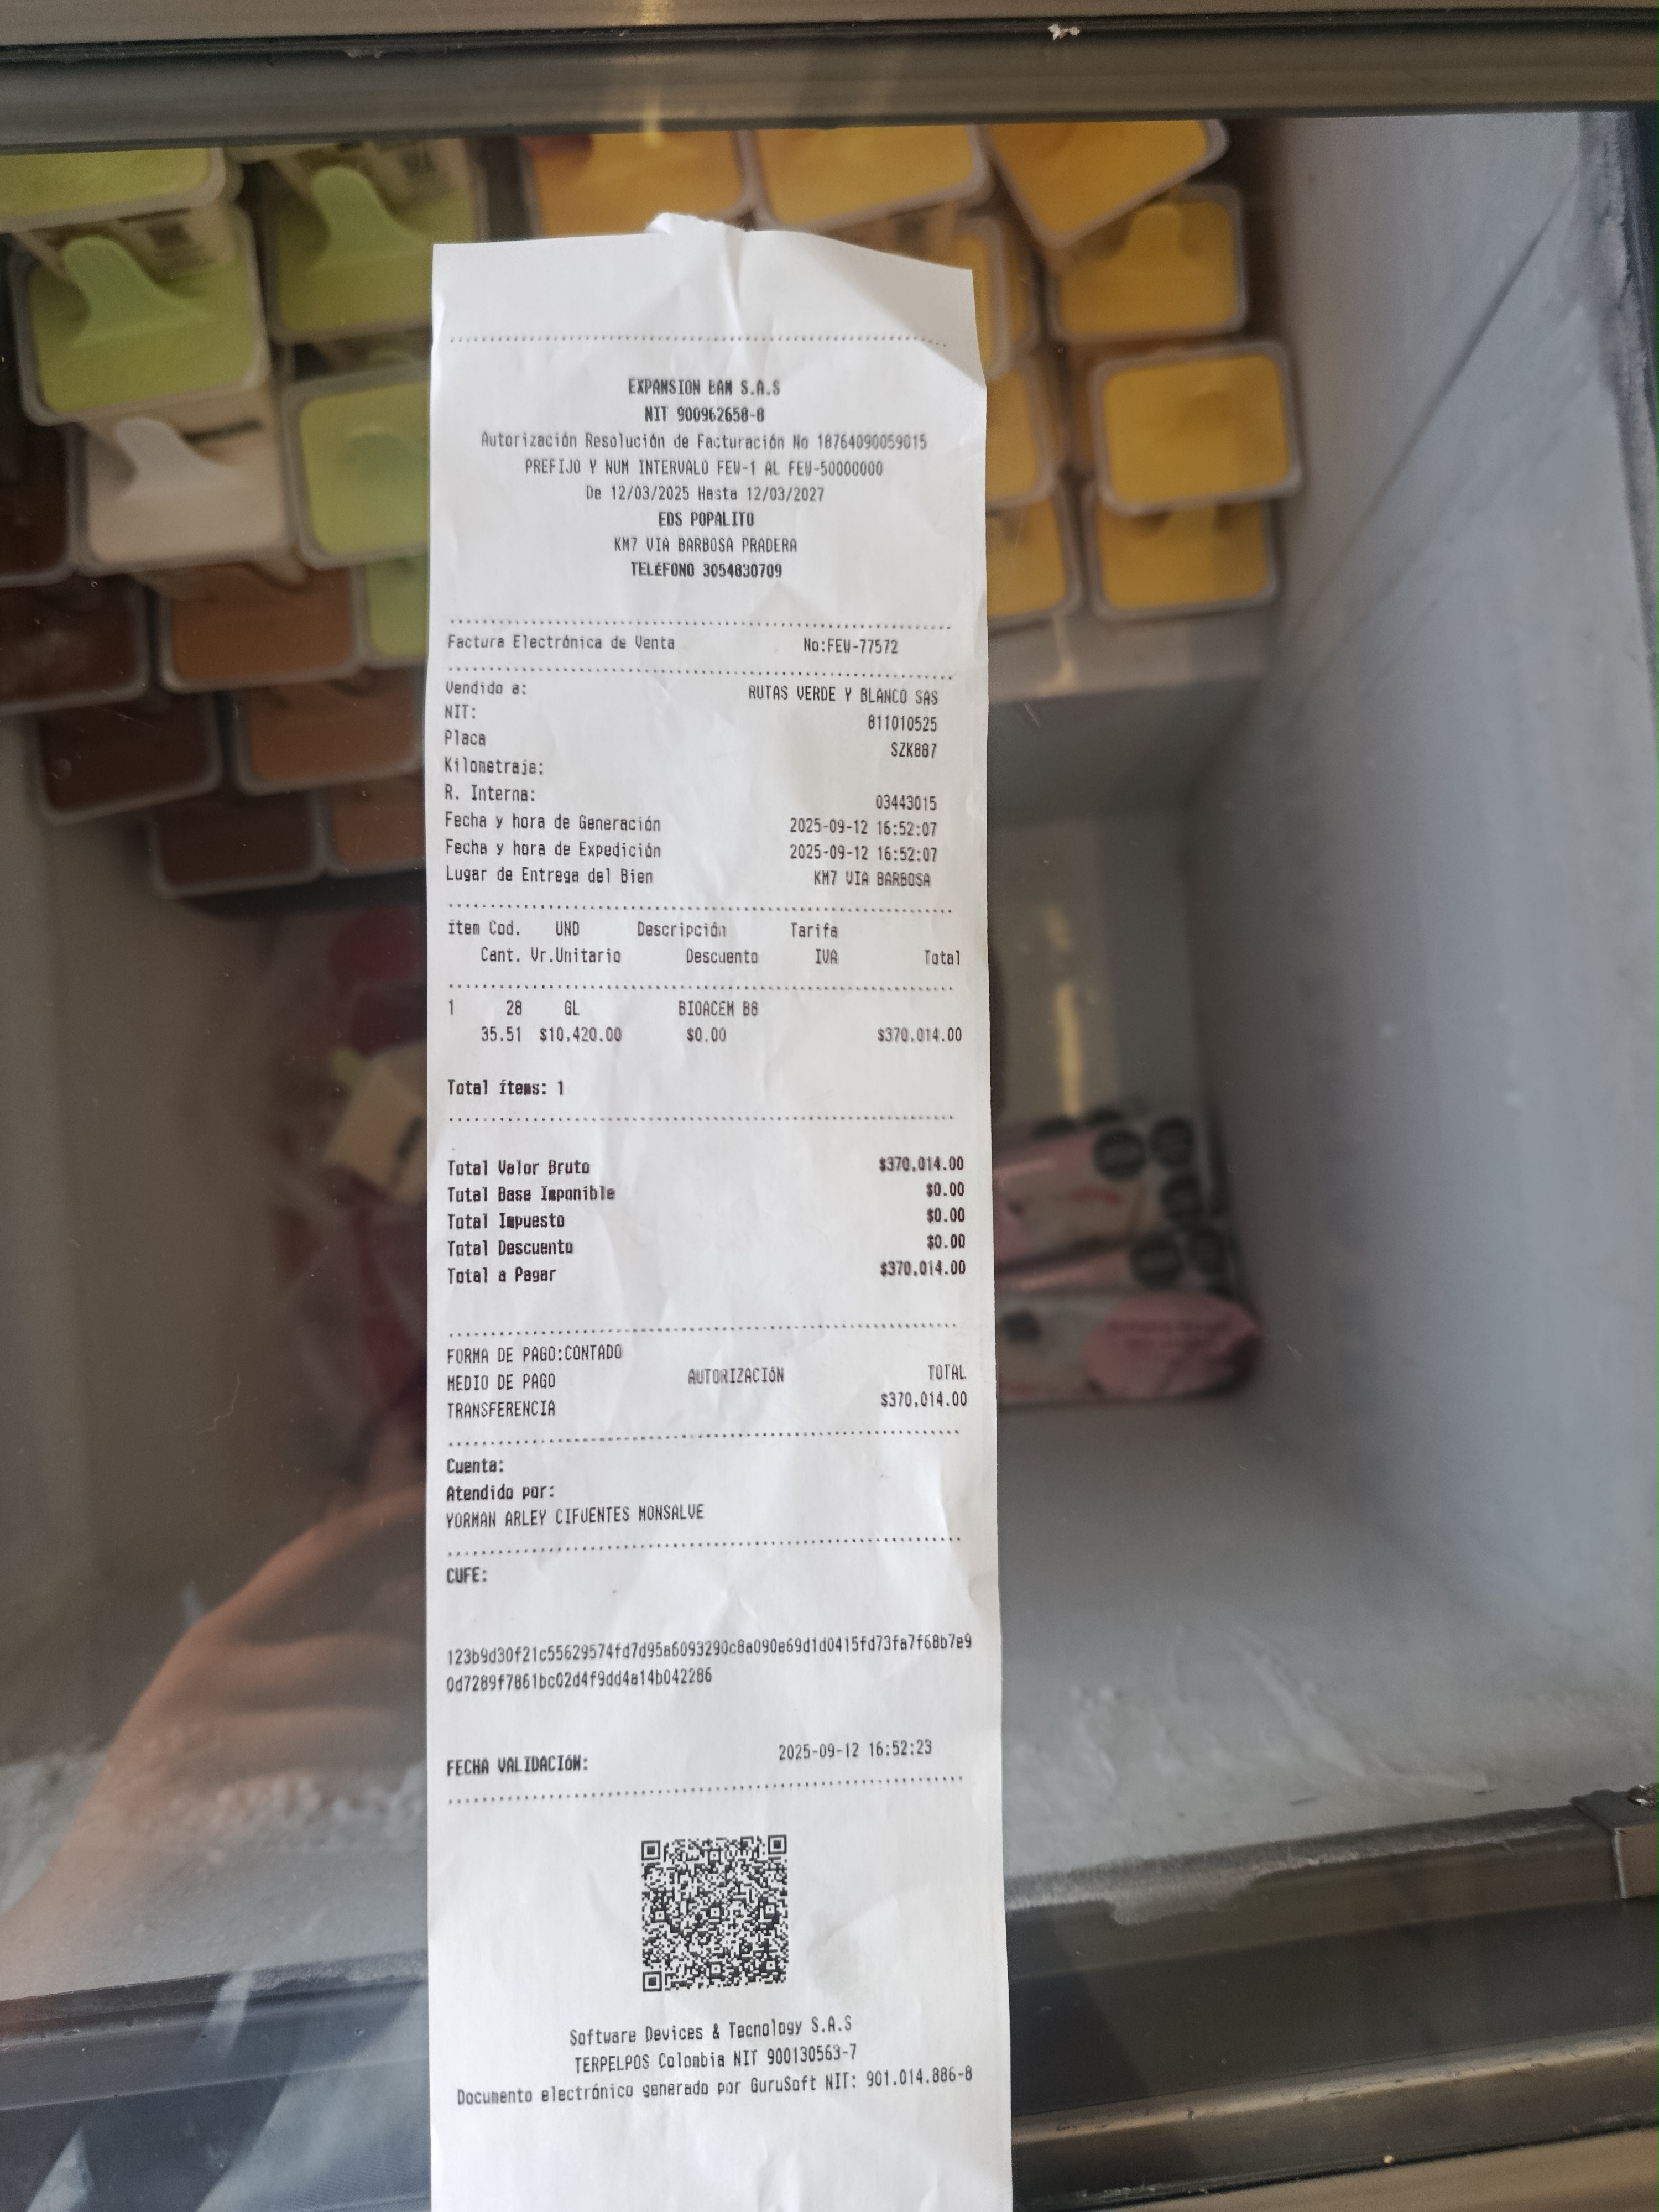 EXPANSION BAM S.A.S
NIT 900962658-8
Autorización Resolución de Facturación No 18764090059015
PREFIJO Y NUM INTERVALO FEW-1 AL FEW-50000000
De 12/03/2025 Hasta 12/03/2027
EDS POPALITO
KM7 VIA BARBOSA PRADERA
TELéFONO 3054830709
Factura Electrónica de Venta No:FEW-77572
Vendido a: RUTAS VERDE Y BLANCO SAS
NIT: 811010525
Placa SZK887
Kilometraje:
R. Interna: 03443015
Fecha y hora de Generación 2025-09-12 16:52:07
Fecha y hora de Expedición 2025-09-12 16:52:07
Lugar de Entrega del Bien KM7 VIA BARBOSA
ítem Cod. UND Descripción Tarifa
Cant. Vr.Unitario Descuento IVA Total
1 28 GL BIOACEM B8
35.51 $10,420.00 $0.00 $370,014.00
Total ítems: 1
Total Valor Bruto $370,014.00
Total Base Imponible $0.00
Total Impuesto $0.00
Total Descuento $0.00
Total a Pagar $370,014.00
FORMA DE PAGO:CONTADO
MEDIO DE PAGO AUTORIZACIóN TOTAL
TRANSFERENCIA $370,014.00
Cuenta:
Atendido por:
YORMAN ARLEY CIFUENTES MONSALVE
CUFE:
123b9d30f21c55629574fd7d95a6093290c8a090e69d1d0415fd73fa7f68b7e9
0d7289f7861bc02d4f9dd4a14b042286
FECHA VALIDACIóN: 2025-09-12 16:52:23
Software Devices & Tecnology S.A.S
TERPELPOS Colombia NIT 900130563-7
Documento electrónico generado por GuruSoft NIT: 901.014.886-8